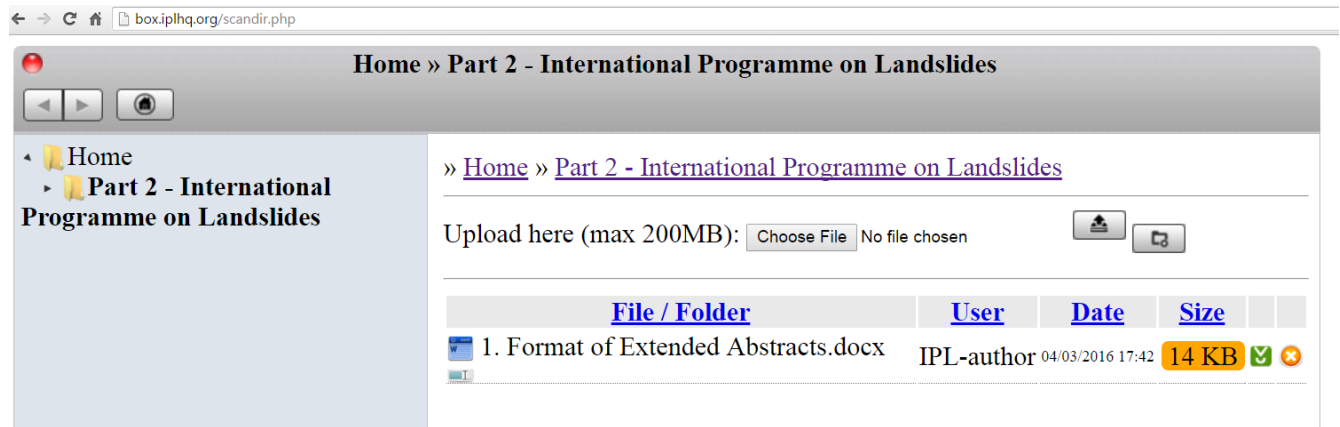 box.iplhq.org/scandir.php
Home » Part 2 - International Programme on Landslides
Home
Part 2 - International
Programme on Landslides
» Home » Part 2 - International Programme on Landslides
Upload here (max 200MB): Choose File No file chosen
File / Folder User Date Size
1. Format of Extended Abstracts.docx IPL-author 04/03/2016 17:42 14 KB